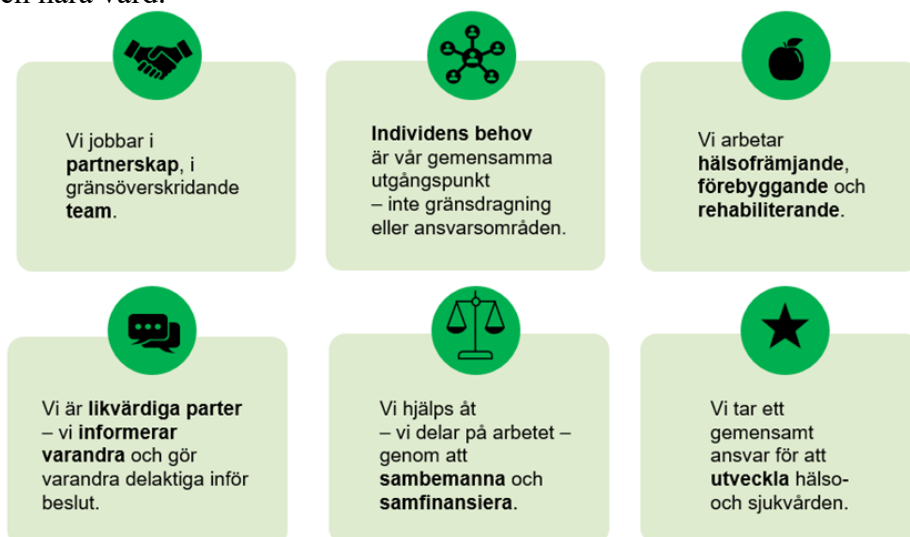 en nära vård.
Vi jobbar i
partnerskap, i
gränsöverskridande
team.
Individens behov
är vår gemensamma
utgångspunkt
– inte gränsdragning
eller ansvarsområden.
Vi arbetar
hälsofrämjande,
förebyggande och
rehabiliterande.
Vi är likvärdiga parter
– vi informerar
varandra och gör
varandra delaktiga inför
beslut.
Vi hjälps åt
– vi delar på arbetet –
genom att
sambemanna och
samfinansiera.
Vi tar ett
gemensamt
ansvar för att
utveckla hälso-
och sjukvården.